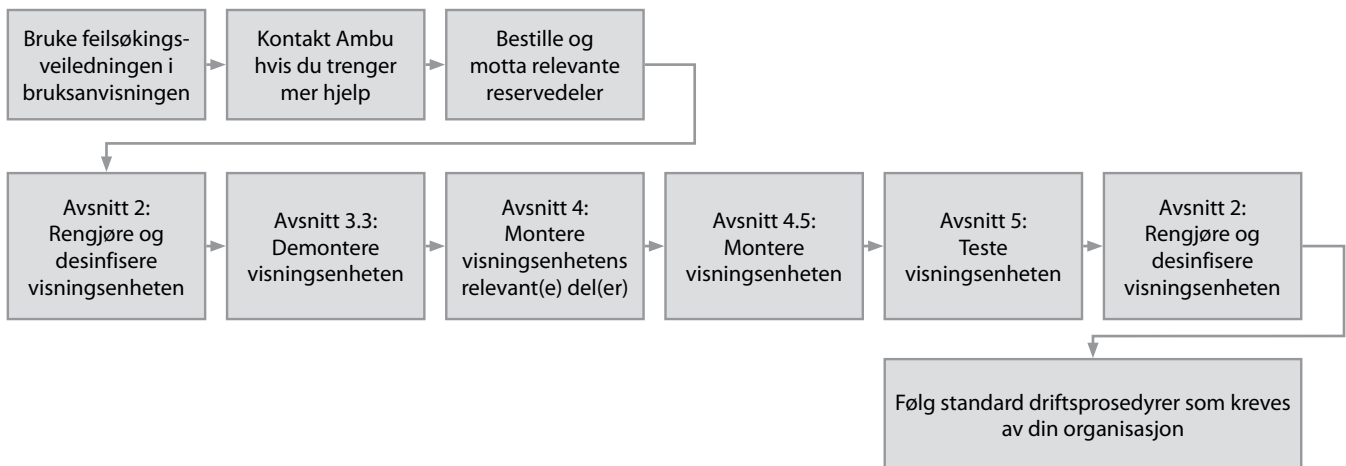 Bruke feilsøkings-
veiledningen i
bruksanvisningen
Kontakt Ambu
hvis du trenger
mer hjelp
Bestille og
motta relevante
reservedeler
Avsnitt 2:
Rengjøre og
desinfisere
visningsenheten
Avsnitt 3.3:
Demontere
visningsenheten
Avsnitt 4:
Montere
visningsenhetens
relevant(e) del(er)
Avsnitt 4.5:
Montere
visningsenheten
Avsnitt 5:
Teste
visningsenheten
Avsnitt 2:
Rengjøre og
desinfisere
visningsenheten
Følg standard driftsprosedyrer som kreves
av din organisasjon